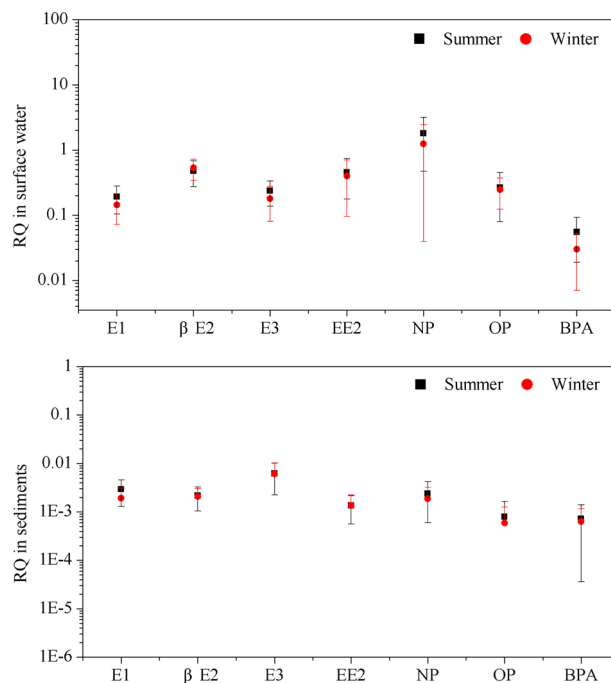 100
Summer Winter
10
1
0.1
0.01
RQ in surface water
E1 β E2 E3 EE2 NP OP BPA
1
Summer Winter
0.1
0.01
1E-3
1E-4
1E-5
1E-6
RQ in sediments
E1 β E2 E3 EE2 NP OP BPA